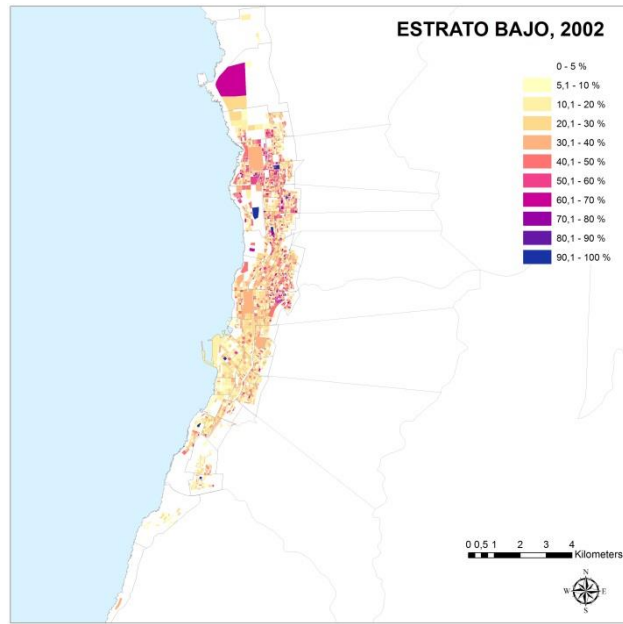 ESTRATO BAJO, 2002
0 - 5 %
5,1 - 10 %
10,1 - 20 %
20,1 - 30 %
30,1 - 40 %
40,1 - 50 %
50,1 - 60 %
60,1 - 70 %
70,1 - 80 %
80,1 - 90 %
90,1 - 100 %
0 0,5 1 2 3 4
Kilometers
N
W E
S